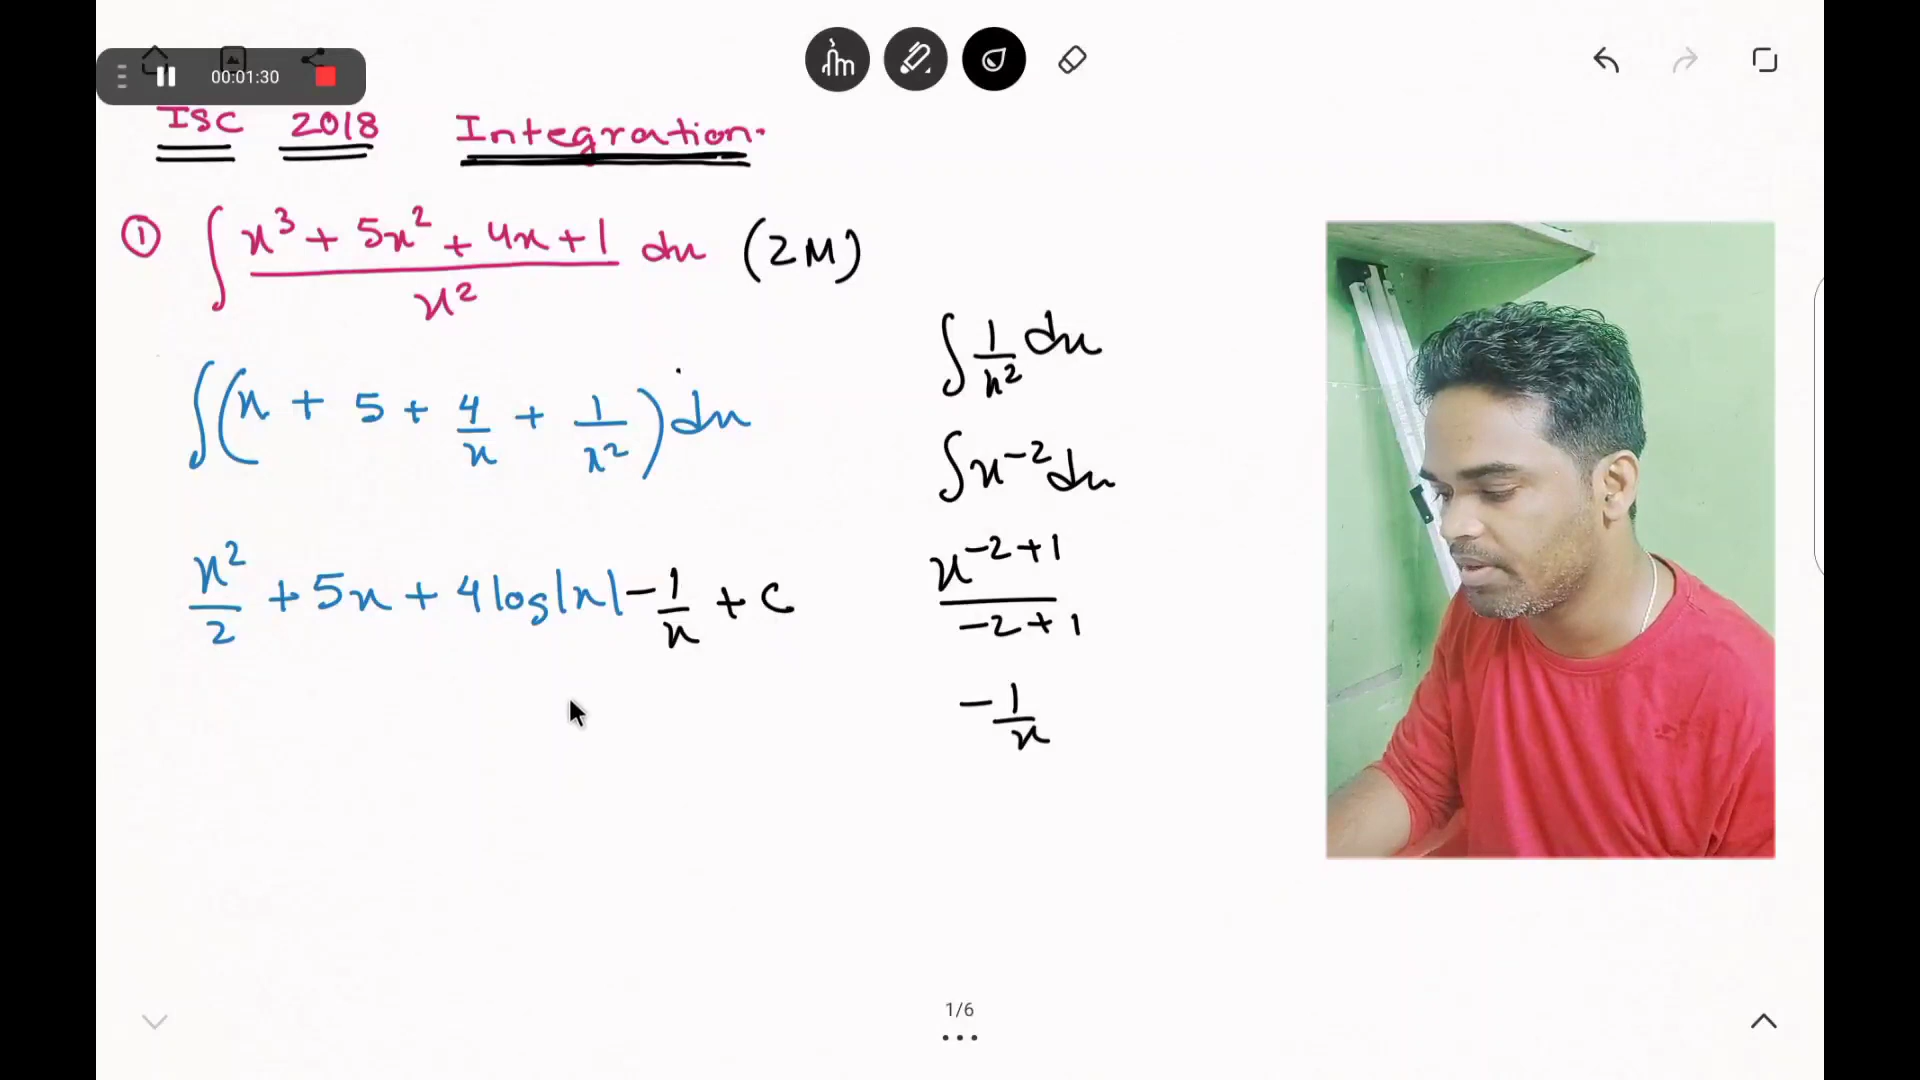 00:01:30
ISC 2018 Integration.
① ∫ x³ + 5x² + 4x + 1 / x² dx (2M)
∫ (x + 5 + 4/x + 1/x²) dx
x²/2 + 5x + 4 log|x| - 1/x + c
∫ 1/x² dx
∫ x⁻² dx
x⁻²⁺¹ / -2+1
- 1/x
1/6